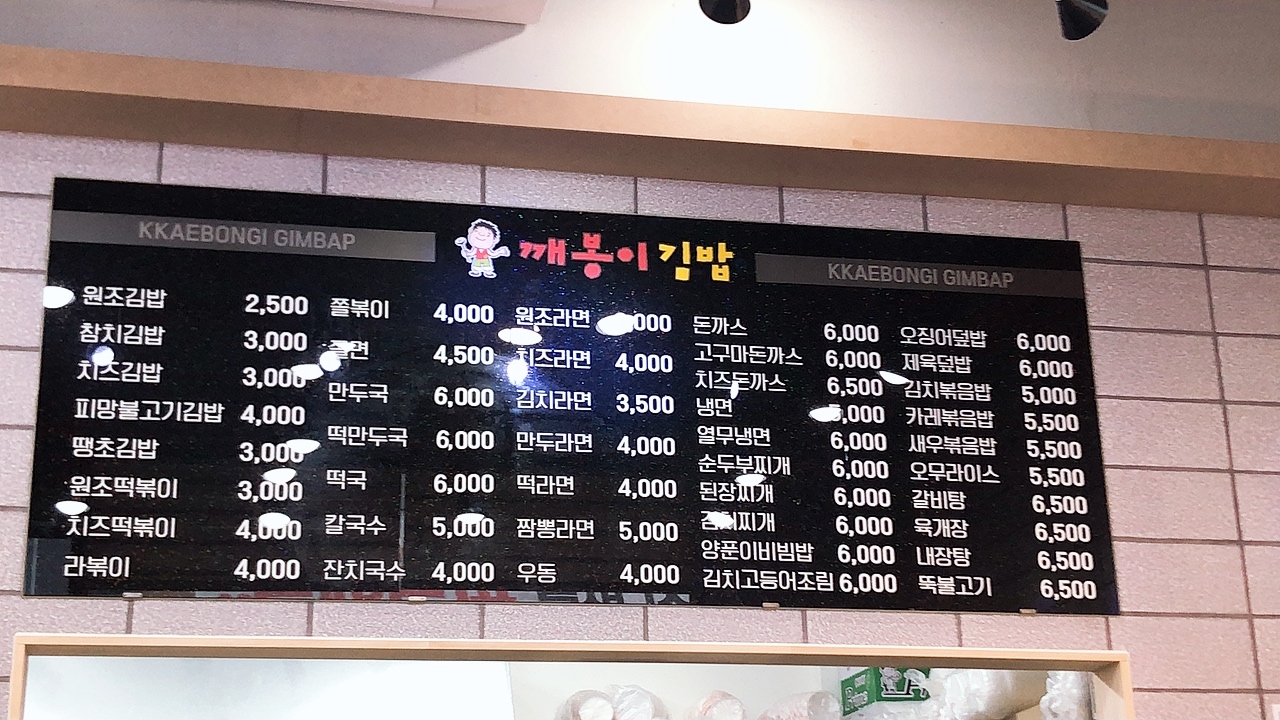 KKAEBONGI GIMBAP
깨봉이김밥
KKAEBONGI GIMBAP
원조김밥 2,500
참치김밥 3,000
치즈김밥 3,000
피망불고기김밥 4,000
땡초김밥 3,000
원조떡볶이 3,000
치즈떡볶이 4,000
라볶이 4,000
쫄볶이 4,000
쫄면 4,500
만두국 6,000
떡만두국 6,000
떡국 6,000
칼국수 5,000
잔치국수 4,000
원조라면
치즈라면 4,000
김치라면 3,500
만두라면 4,000
떡라면 4,000
짬뽕라면 5,000
우동 4,000
돈까스 6,000
고구마돈까스 6,000
치즈돈까스 6,500
냉면
열무냉면 6,000
순두부찌개 6,000
된장찌개 6,000
김치찌개 6,000
양푼이비빔밥 6,000
김치고등어조림 6,000
오징어덮밥 6,000
제육덮밥 6,000
김치볶음밥 5,000
카레볶음밥 5,500
새우볶음밥 5,500
오무라이스 5,500
갈비탕 6,500
육개장 6,500
내장탕 6,500
뚝불고기 6,500